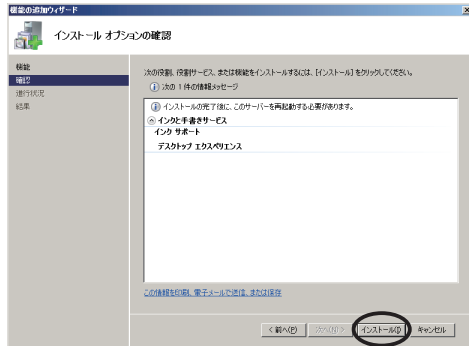 機能の追加ウィザード
インストール オプションの確認
機能
確認
進行状況
結果
次の役割、役割サービス、または機能をインストールするには、[インストール] をクリックしてください。
次の 1 件の情報メッセージ
インストールの完了後に、このサーバーを再起動する必要があります。
インクと手書きサービス
インク サポート
デスクトップ エクスペリエンス
この情報を印刷、電子メールで送信、または保存
< 前へ(P)
次へ(N) >
インストール(I)
キャンセル